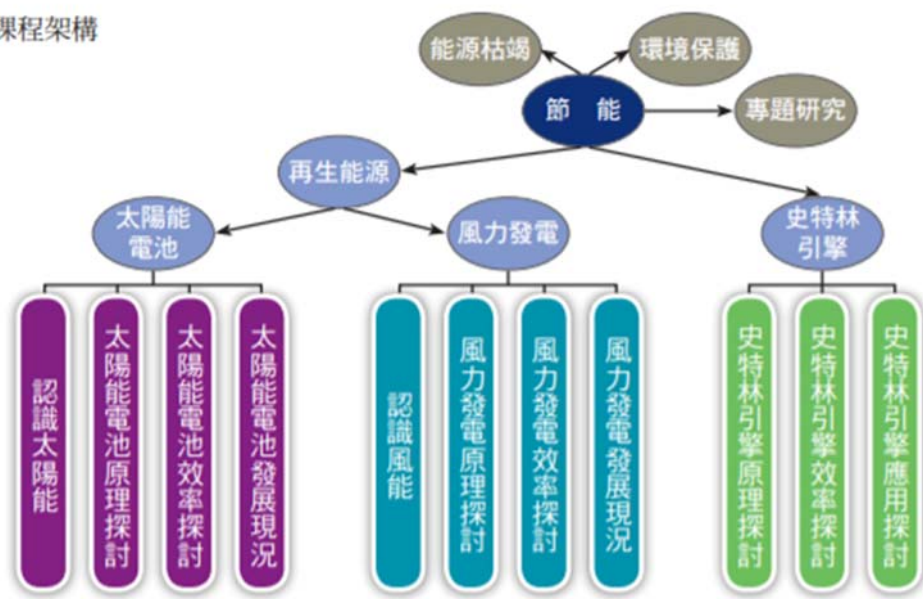 課程架構
能源枯竭
環境保護
節 能
專題研究
再生能源
太陽能
電池
風力發電
史特林
引擎
認識太陽能
太陽能電池原理探討
太陽能電池效率探討
太陽能電池發展現況
認識風能
風力發電原理探討
風力發電效率探討
風力發電發展現況
史特林引擎原理探討
史特林引擎效率探討
史特林引擎應用探討